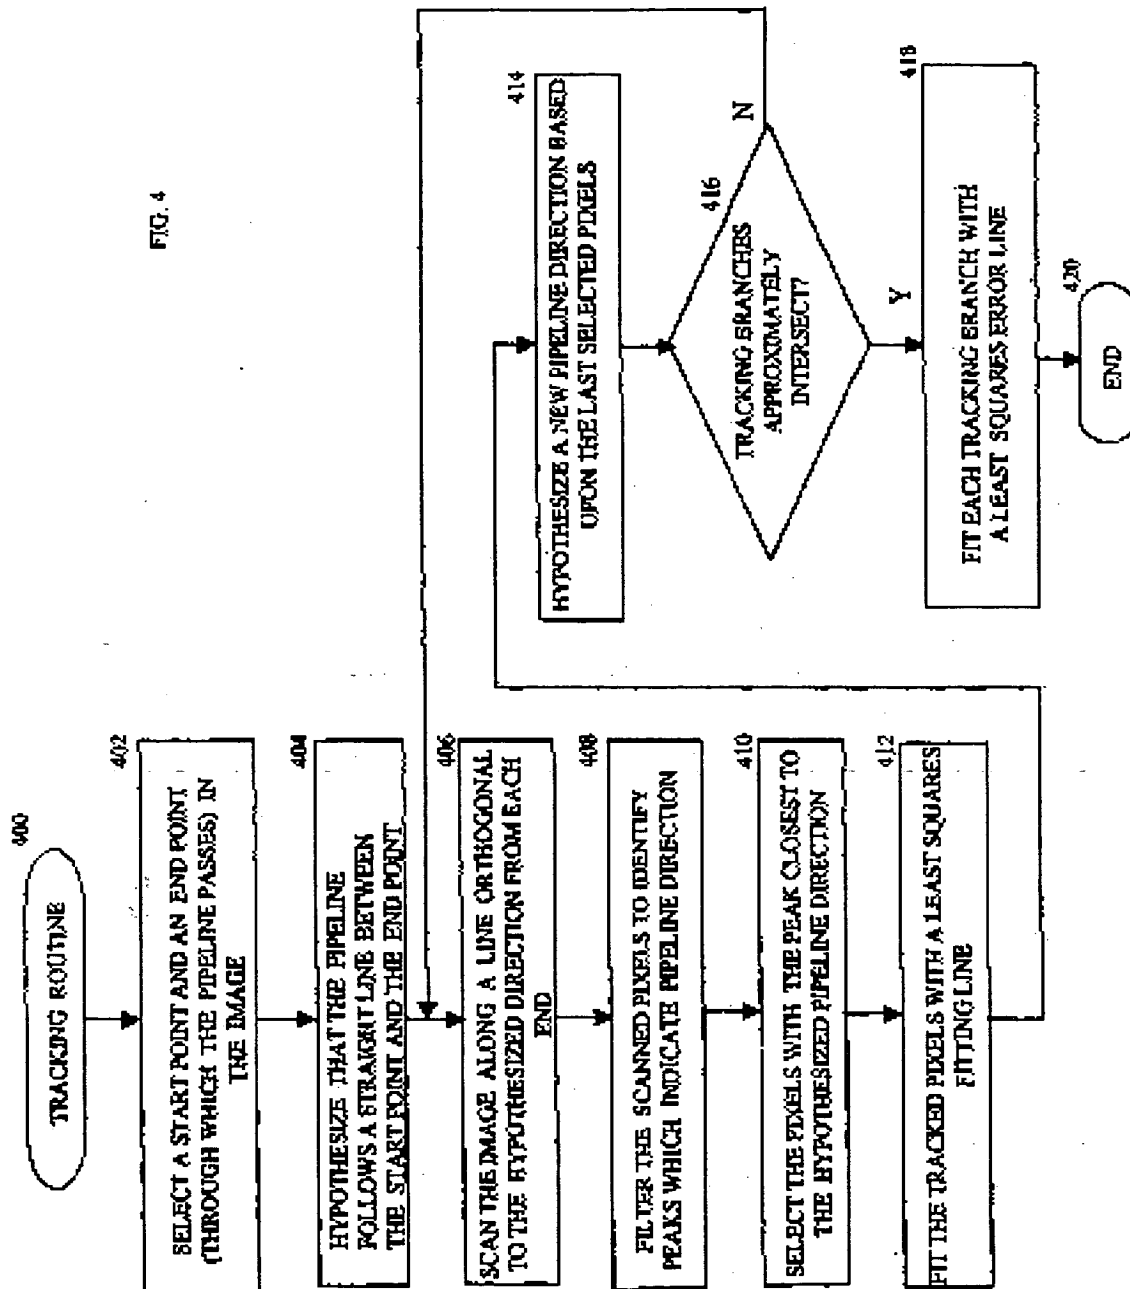 FIG. 4
400
TRACKING ROUTINE
402
SELECT A START POINT AND AN END POINT
(THROUGH WHICH THE PIPELINE PASSES) IN
THE IMAGE
404
HYPOTHESIZE THAT THE PIPELINE
FOLLOWS A STRAIGHT LINE BETWEEN
THE START POINT AND THE END POINT
406
SCAN THE IMAGE ALONG A LINE ORTHOGONAL
TO THE HYPOTHESIZED DIRECTION FROM EACH
END
408
FILTER THE SCANNED PIXELS TO IDENTIFY
PEAKS WHICH INDICATE PIPELINE DIRECTION
410
SELECT THE PIXELS WITH THE PEAK CLOSEST TO
THE HYPOTHESIZED PIPELINE DIRECTION
412
FIT THE TRACKED PIXELS WITH A LEAST SQUARES
FITTING LINE
414
HYPOTHESIZE A NEW PIPELINE DIRECTION BASED
UPON THE LAST SELECTED PIXELS
416
TRACKING BRANCHES
APPROXIMATELY
INTERSECT?
N
Y
418
FIT EACH TRACKING BRANCH WITH
A LEAST SQUARES ERROR LINE
420
END